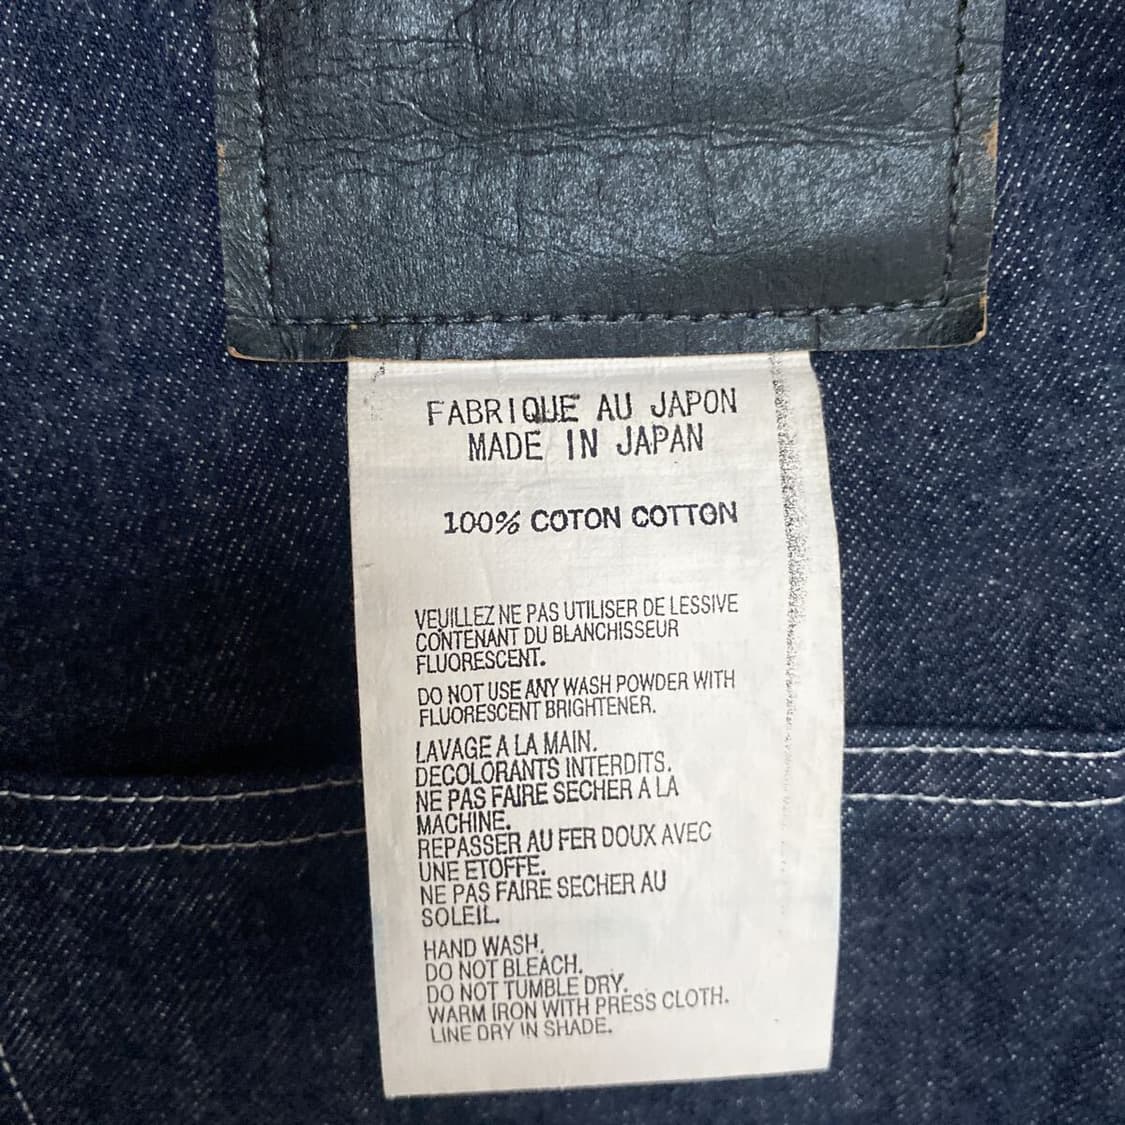 FABRIQUE AU JAPON
MADE IN JAPAN
100% COTON COTTON
VEUILLEZ NE PAS UTILISER DE LESSIVE
CONTENANT DU BLANCHISSEUR
FLUORESCENT.
DO NOT USE ANY WASH POWDER WITH
FLUORESCENT BRIGHTENER.
LAVAGE A LA MAIN.
DECOLORANTS INTERDITS.
NE PAS FAIRE SECHER A LA
MACHINE.
REPASSER AU FER DOUX AVEC
UNE ETOFFE.
NE PAS FAIRE SECHER AU
SOLEIL.
HAND WASH.
DO NOT BLEACH.
DO NOT TUMBLE DRY.
WARM IRON WITH PRESS CLOTH.
LINE DRY IN SHADE.